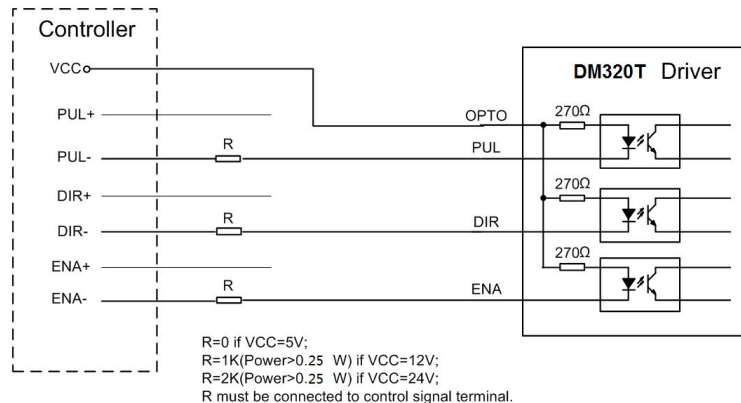 Controller
VCC
DM320T Driver
PUL+
OPTO
270Ω
PUL-
R
PUL
DIR+
270Ω
DIR-
R
DIR
ENA+
270Ω
ENA-
R
ENA
R=0 if VCC=5V;
R=1K(Power>0.25 W) if VCC=12V;
R=2K(Power>0.25 W) if VCC=24V;
R must be connected to control signal terminal.